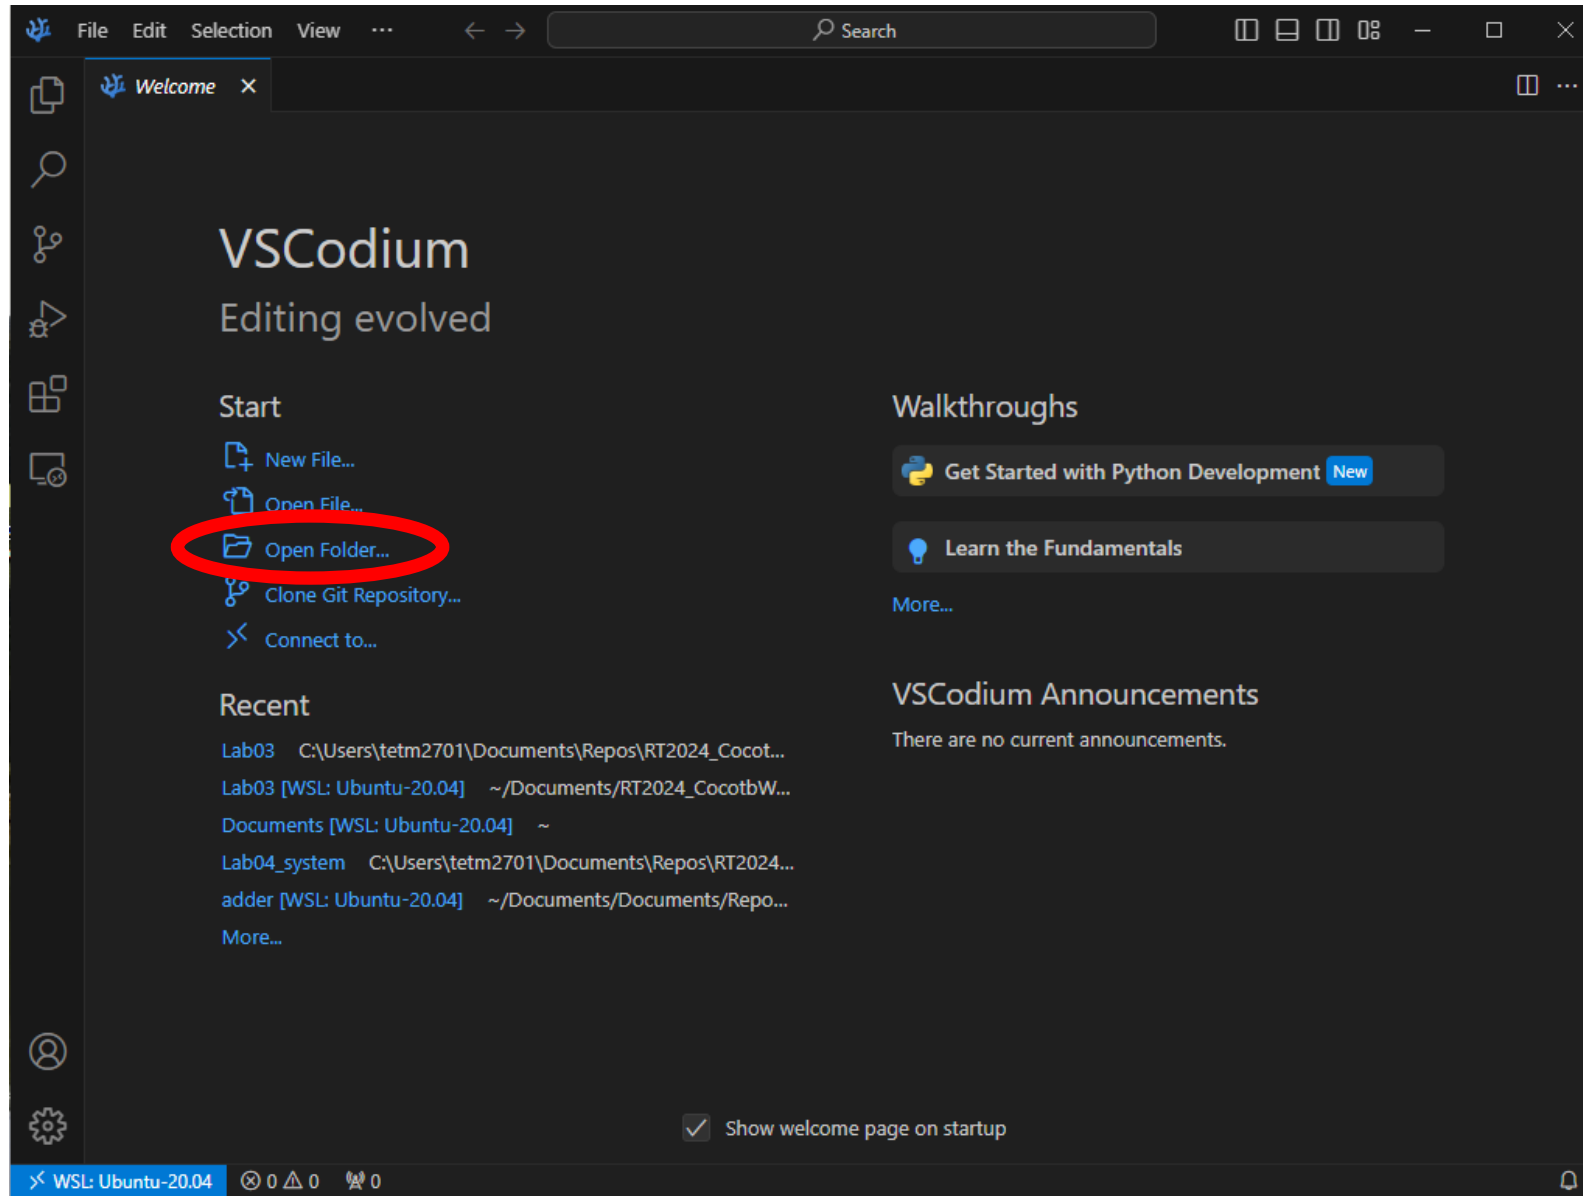 File Edit Selection View ··· Search
Welcome
VSCodium
Editing evolved
Start
New File...
Open File...
Open Folder...
Clone Git Repository...
Connect to...
Recent
Lab03 C:\Users\tetm2701\Documents\Repos\RT2024_Cocot...
Lab03 [WSL: Ubuntu-20.04] ~/Documents/RT2024_CocotbW...
Documents [WSL: Ubuntu-20.04] ~
Lab04_system C:\Users\tetm2701\Documents\Repos\RT2024...
adder [WSL: Ubuntu-20.04] ~/Documents/Documents/Repo...
More...
Walkthroughs
Get Started with Python Development New
Learn the Fundamentals
More...
VSCodium Announcements
There are no current announcements.
Show welcome page on startup
WSL: Ubuntu-20.04 0 0 0